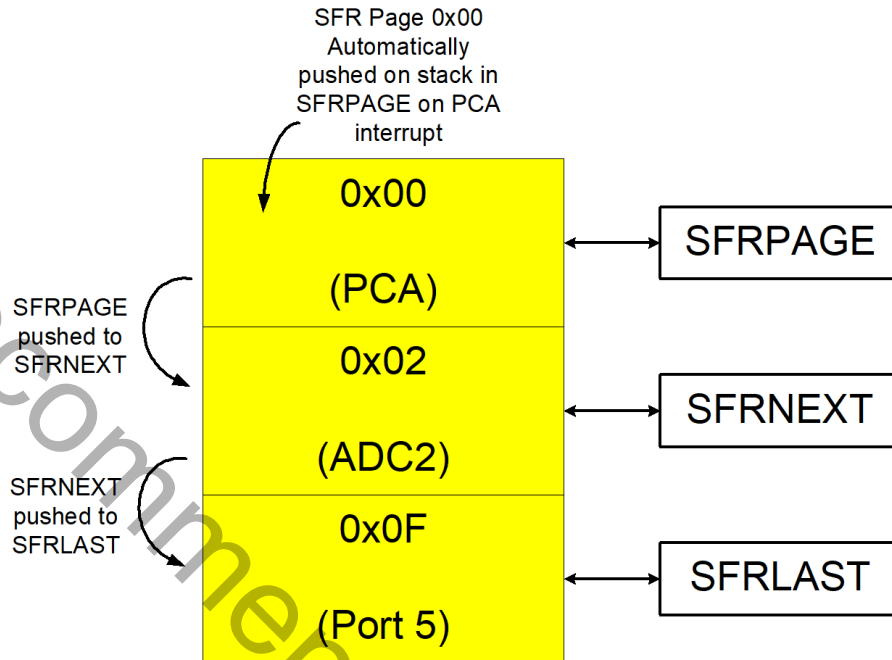 SFR Page 0x00
Automatically
pushed on stack in
SFRPAGE on PCA
interrupt
0x00
(PCA)
SFRPAGE
SFRPAGE
pushed to
SFRNEXT
0x02
(ADC2)
SFRNEXT
SFRNEXT
pushed to
SFRLAST
0x0F
(Port 5)
SFRLAST